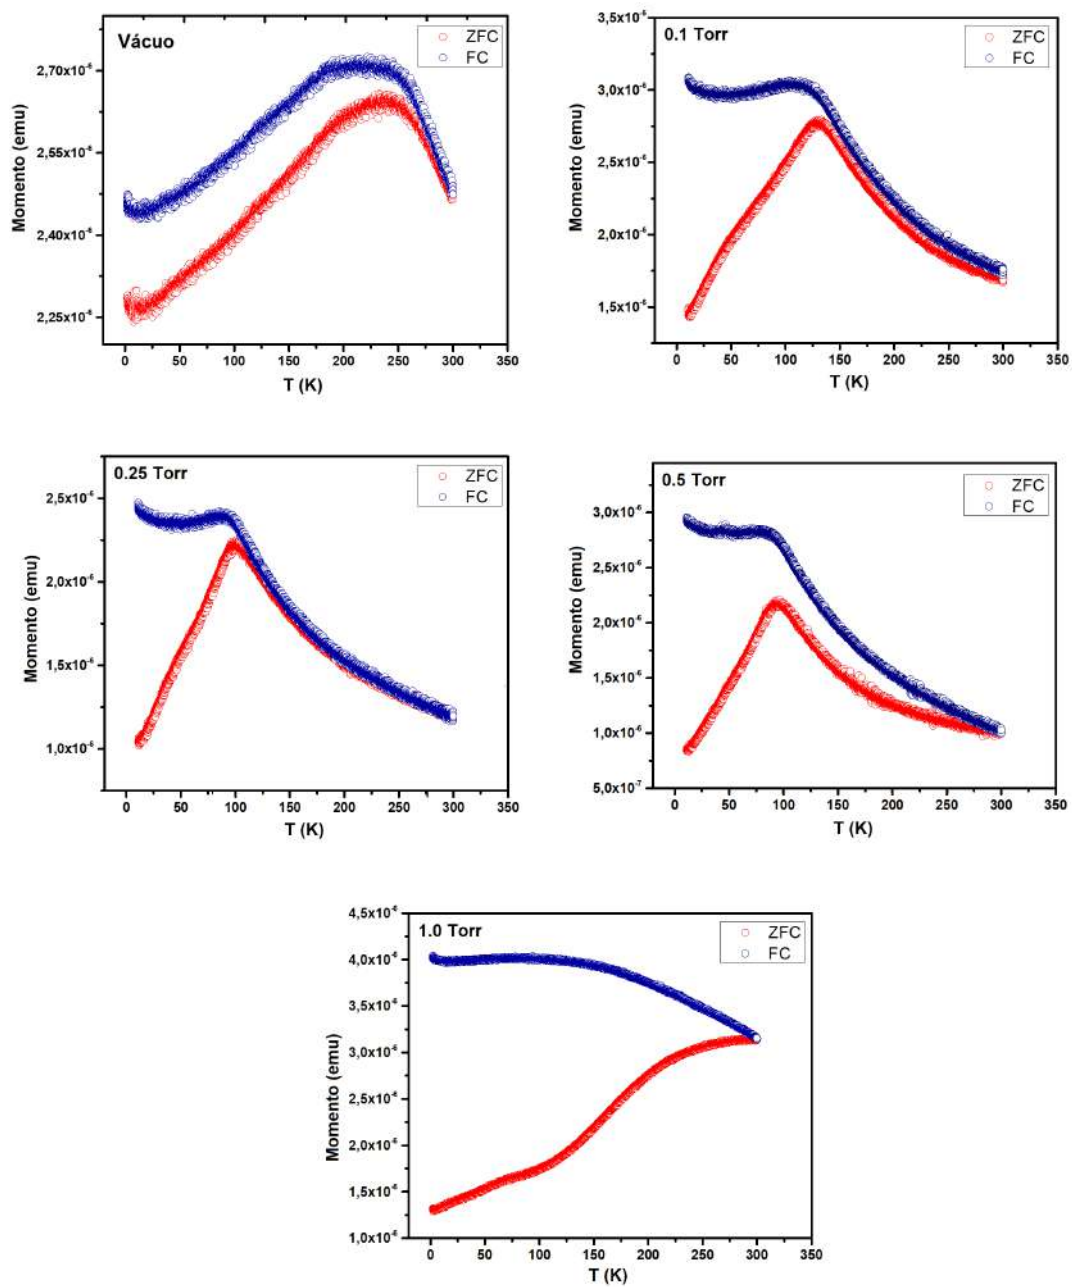 Vácuo
ZFC
FC
2,70x10⁻⁶
2,55x10⁻⁶
2,40x10⁻⁶
2,25x10⁻⁶
Momento (emu)
0 50 100 150 200 250 300 350
T (K)
0.1 Torr
ZFC
FC
3,5x10⁻⁶
3,0x10⁻⁶
2,5x10⁻⁶
2,0x10⁻⁶
1,5x10⁻⁶
Momento (emu)
0 50 100 150 200 250 300 350
T (K)
0.25 Torr
ZFC
FC
2,5x10⁻⁶
2,0x10⁻⁶
1,5x10⁻⁶
1,0x10⁻⁶
Momento (emu)
0 50 100 150 200 250 300 350
T (K)
0.5 Torr
ZFC
FC
3,0x10⁻⁶
2,5x10⁻⁶
2,0x10⁻⁶
1,5x10⁻⁶
1,0x10⁻⁶
5,0x10⁻⁷
Momento (emu)
0 50 100 150 200 250 300 350
T (K)
1.0 Torr
ZFC
FC
4,5x10⁻⁶
4,0x10⁻⁶
3,5x10⁻⁶
3,0x10⁻⁶
2,5x10⁻⁶
2,0x10⁻⁶
1,5x10⁻⁶
1,0x10⁻⁶
Momento (emu)
0 50 100 150 200 250 300 350
T (K)